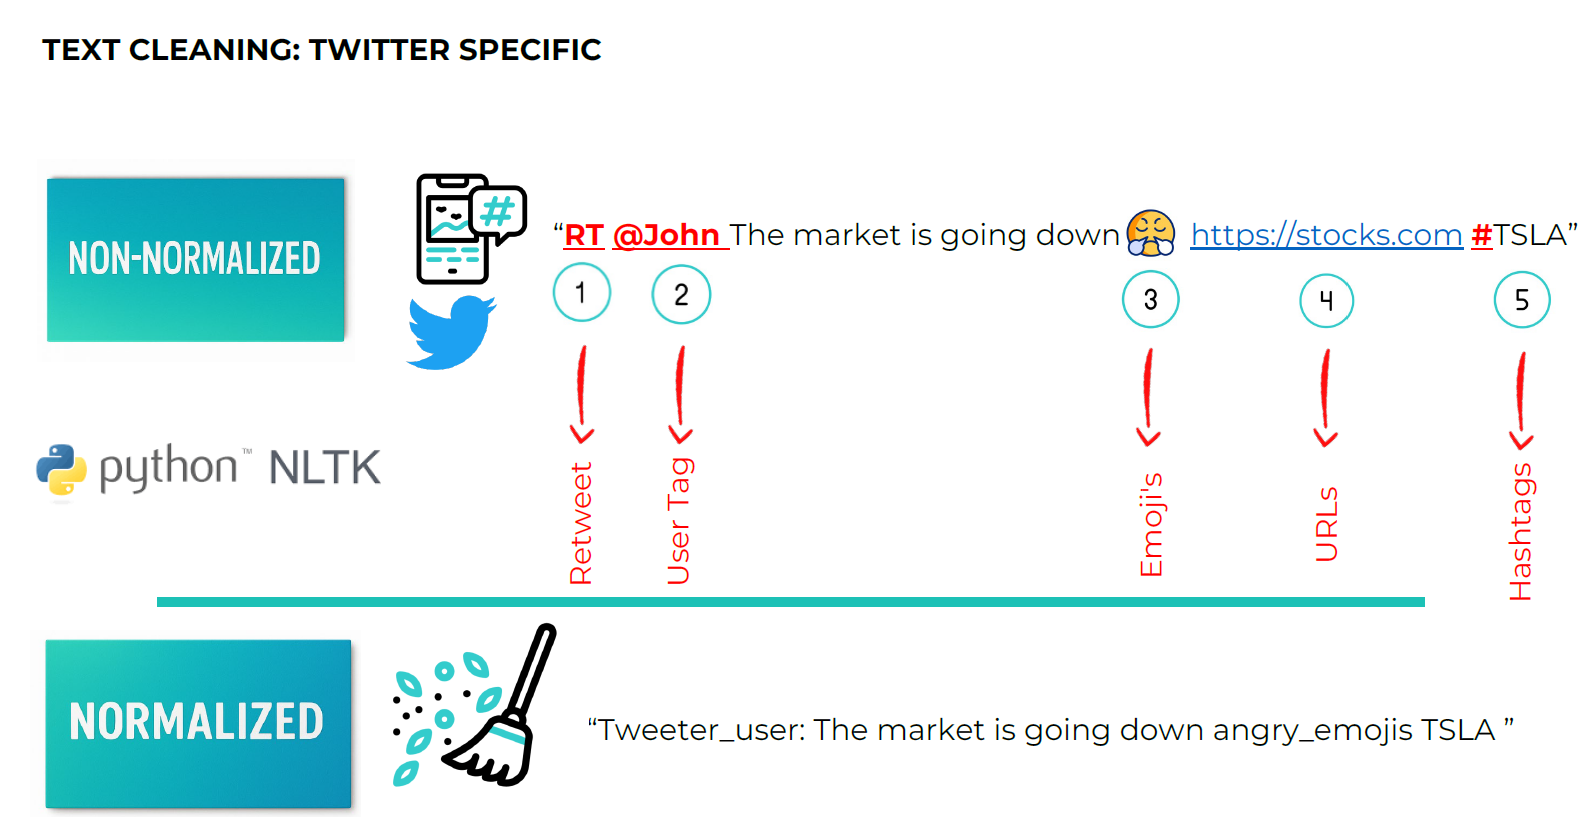 TEXT CLEANING: TWITTER SPECIFIC
NON-NORMALIZED
#
“RT @John The market is going down https://stocks.com #TSLA”
1 2 3 4 5
python™ NLTK
Retweet
User Tag
Emoji's
URLs
Hashtags
NORMALIZED
“Tweeter_user: The market is going down angry_emojis TSLA ”